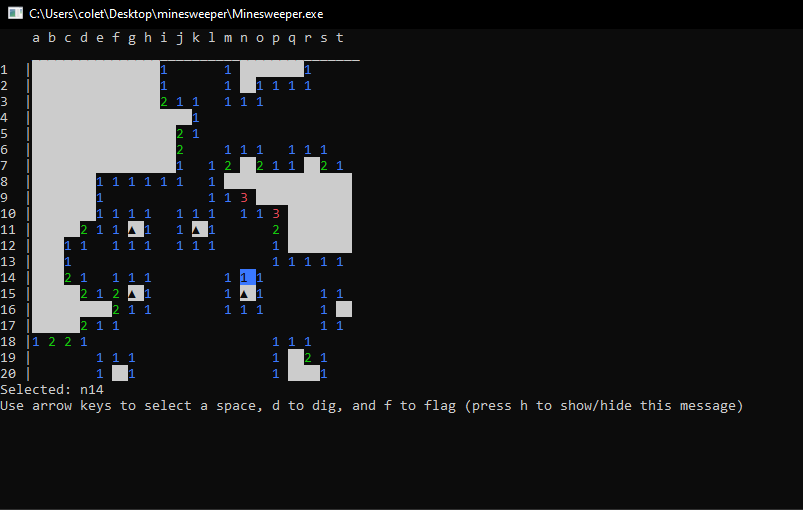 C:\Users\colet\Desktop\minesweeper\Minesweeper.exe
a b c d e f g h i j k l m n o p q r s t
1 | 1 1 1
2 | 1 1 1 1 1 1
3 | 2 1 1 1 1 1
4 | 1
5 | 2 1
6 | 2 1 1 1 1 1 1
7 | 1 1 2 2 1 1 2 1
8 | 1 1 1 1 1 1 1
9 | 1 1 1 3
10 | 1 1 1 1 1 1 1 1 1 3
11 | 2 1 1 ▲ 1 1 ▲ 1 2
12 | 1 1 1 1 1 1 1 1 1
13 | 1 1 1 1 1 1
14 | 2 1 1 1 1 1 1 1
15 | 2 1 2 ▲ 1 1 ▲ 1 1 1
16 | 2 1 1 1 1 1 1
17 | 2 1 1 1 1
18 |1 2 2 1 1 1 1
19 | 1 1 1 1 2 1
20 | 1 1 1 1
Selected: n14
Use arrow keys to select a space, d to dig, and f to flag (press h to show/hide this message)